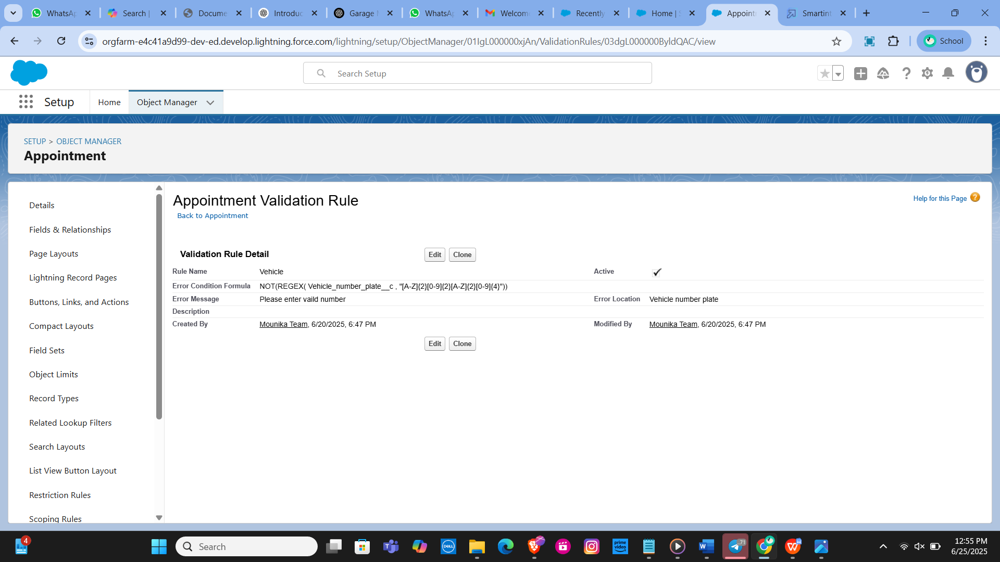 WhatsAp
Search |
Docume
Introduc
Garage
WhatsAp
Welcom
Recently
Home | S
Appoint
Smartint
orgfarm-e4c41a9d99-dev-ed.develop.lightning.force.com/lightning/setup/ObjectManager/01IgL000000xjAn/ValidationRules/03dgL000000ByldQAC/view
School
Search Setup
Setup
Home
Object Manager
SETUP > OBJECT MANAGER
Appointment
Details
Fields & Relationships
Page Layouts
Lightning Record Pages
Buttons, Links, and Actions
Compact Layouts
Field Sets
Object Limits
Record Types
Related Lookup Filters
Search Layouts
List View Button Layout
Restriction Rules
Scoping Rules
Appointment Validation Rule
Help for this Page
Back to Appointment
Validation Rule Detail
Edit Clone
Rule Name Vehicle Active
Error Condition Formula NOT(REGEX( Vehicle_number_plate__c , "[A-Z]{2}[0-9]{2}[A-Z]{2}[0-9]{4}"))
Error Message Please enter vaild number Error Location Vehicle number plate
Description
Created By Mounika Team, 6/20/2025, 6:47 PM Modified By Mounika Team, 6/20/2025, 6:47 PM
Edit Clone
4
Search
DELL
prime video
71
12:55 PM
6/25/2025